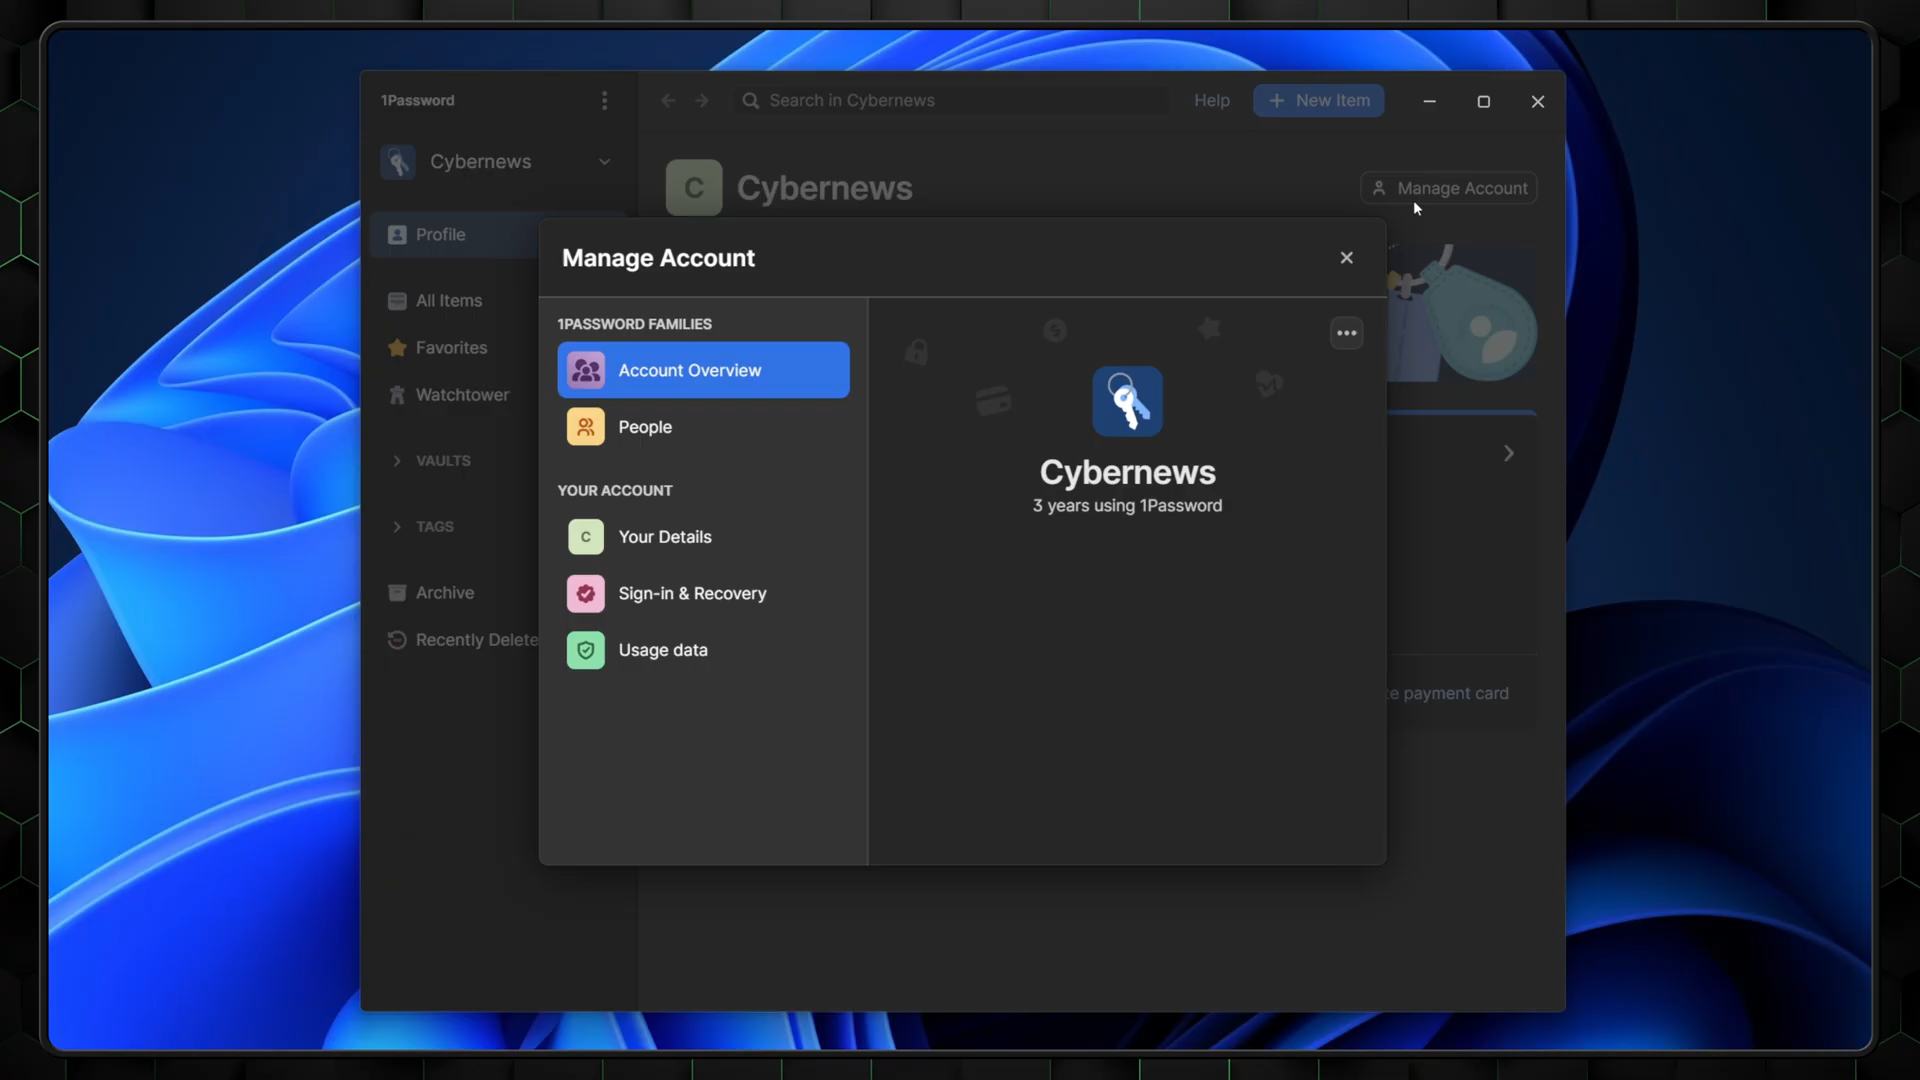 1Password
Search in Cybernews
Help
New Item
Cybernews
C
Cybernews
Manage Account
Profile
Manage Account
All Items
Favorites
Watchtower
VAULTS
TAGS
Archive
Recently Delete
1PASSWORD FAMILIES
Account Overview
People
YOUR ACCOUNT
C
Your Details
Sign-in & Recovery
Usage data
Cybernews
3 years using 1Password
payment card